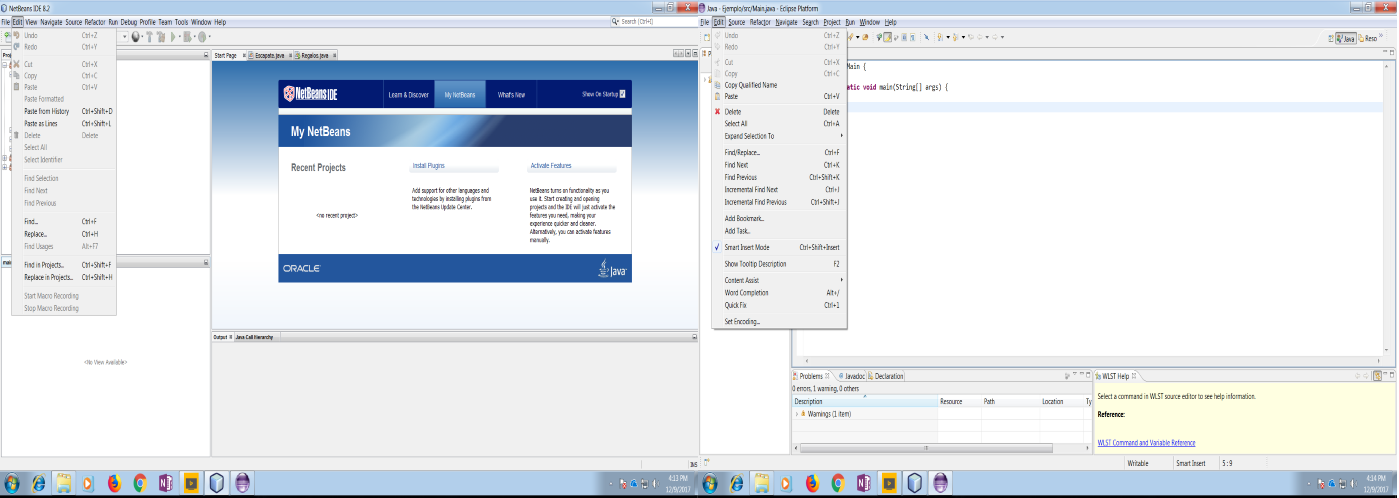 NetBeans IDE 8.2
File Edit View Navigate Source Refactor Run Debug Profile Team Tools Window Help
Search (Ctrl+I)
Undo Ctrl+Z
Redo Ctrl+Y
Cut Ctrl+X
Copy Ctrl+C
Paste Ctrl+V
Paste Formatted
Paste from History Ctrl+Shift+D
Paste as Lines Ctrl+Shift+L
Delete Delete
Select All
Select Identifier
Find Selection
Find Next
Find Previous
Find... Ctrl+F
Replace... Ctrl+H
Find Usages Alt+F7
Find in Projects... Ctrl+Shift+F
Replace in Projects... Ctrl+Shift+H
Start Macro Recording
Stop Macro Recording
<No View Available>
Start Page Escapate.java Regalos.java
NetBeans IDE
Learn & Discover My NetBeans What's New Show On Startup
My NetBeans
Recent Projects
<no recent project>
Install Plugins
Add support for other languages and
technologies by installing plugins from
the NetBeans Update Center.
Activate Features
NetBeans turns on functionality as you
use it. Start creating and opening
projects and the IDE will just activate the
features you need, making your
experience quicker and cleaner.
Alternatively, you can activate features
manually.
ORACLE
Java
Output Java Call Hierarchy
INS
4:13 PM
12/9/2017
Java - Ejemplo/src/Main.java - Eclipse Platform
File Edit Source Refactor Navigate Search Project Run Window Help
Java Reso
Undo Ctrl+Z
Redo Ctrl+Y
Cut Ctrl+X
Copy Ctrl+C
Copy Qualified Name
Paste Ctrl+V
Delete Delete
Select All Ctrl+A
Expand Selection To
Find/Replace... Ctrl+F
Find Next Ctrl+K
Find Previous Ctrl+Shift+K
Incremental Find Next Ctrl+J
Incremental Find Previous Ctrl+Shift+J
Add Bookmark...
Add Task...
Smart Insert Mode Ctrl+Shift+Insert
Show Tooltip Description F2
Content Assist
Word Completion Alt+/
Quick Fix Ctrl+1
Set Encoding...
Main {
atic void main(String[] args) {
Problems Javadoc Declaration
0 errors, 1 warning, 0 others
Description Resource Path Location Ty
Warnings (1 item)
WLST Help
Select a command in WLST source editor to see help information.
Reference:
WLST Command and Variable Reference
Writable Smart Insert 5 : 9
4:14 PM
12/9/2017